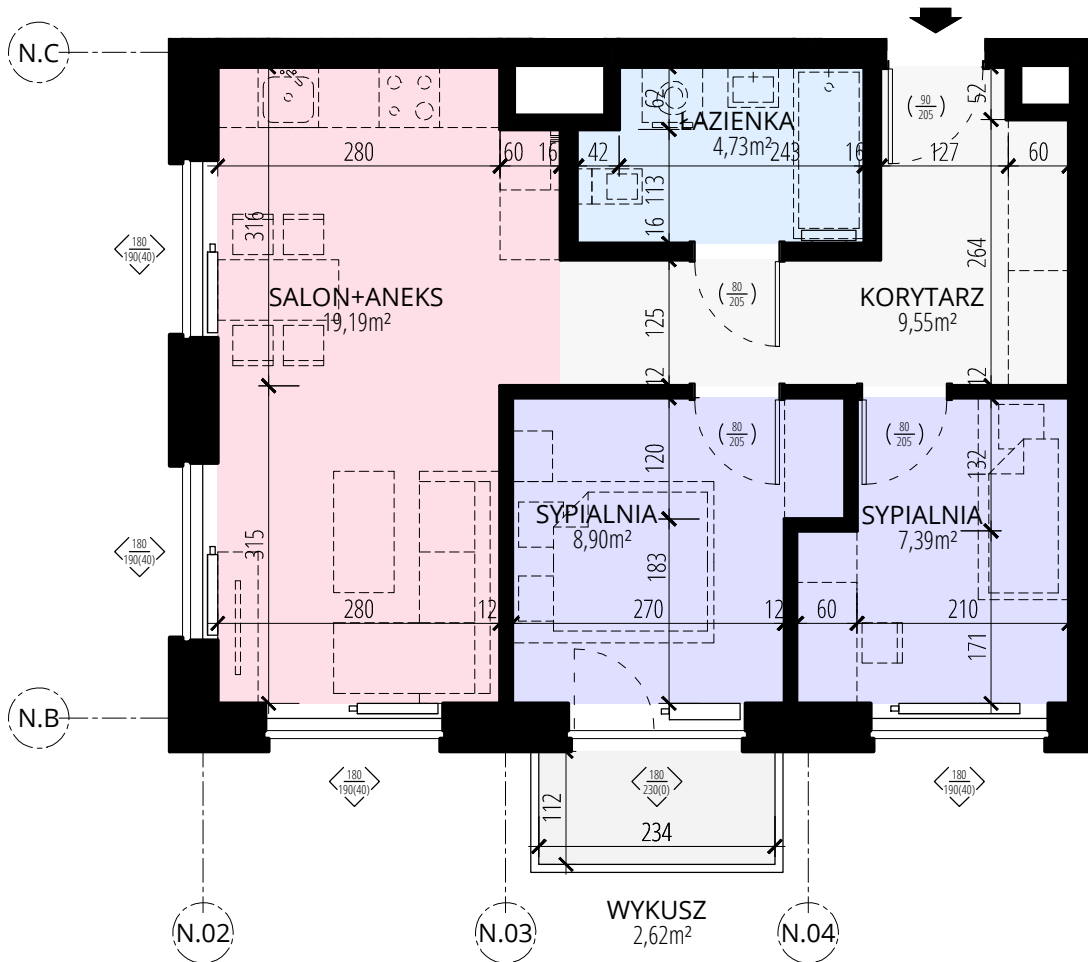 N.C
90
205
52
62
ŁAZIENKA
4,73m²
280
60
16
42
243
16
127
60
113
16
180
190(40)
316
264
SALON+ANEKS
19,19m²
80
205
KORYTARZ
9,55m²
125
12
12
80
205
80
205
120
132
SYPIALNIA
8,90m²
SYPIALNIA
7,39m²
180
190(40)
315
183
280
12
270
12
60
210
171
N.B
180
190(40)
180
230(0)
180
190(40)
112
234
WYKUSZ
2,62m²
N.02
N.03
N.04